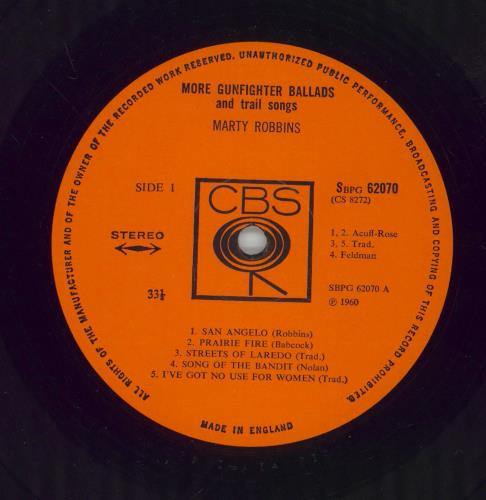 ALL RIGHTS OF THE MANUFACTURER AND OF THE OWNER OF THE RECORDED WORK RESERVED. UNAUTHORIZED PUBLIC PERFORMANCE, BROADCASTING AND COPYING OF THIS RECORD PROHIBITED.
MORE GUNFIGHTER BALLADS
and trail songs
MARTY ROBBINS
SIDE 1
CBS
SBPG 62070
(CS 8272)
STEREO
1, 2. Acuff-Rose
3, 5. Trad.
4. Feldman
33⅓
SBPG 62070 A
℗ 1960
1. SAN ANGELO (Robbins)
2. PRAIRIE FIRE (Babcock)
3. STREETS OF LAREDO (Trad.)
4. SONG OF THE BANDIT (Nolan)
5. I'VE GOT NO USE FOR WOMEN (Trad.)
MADE IN ENGLAND